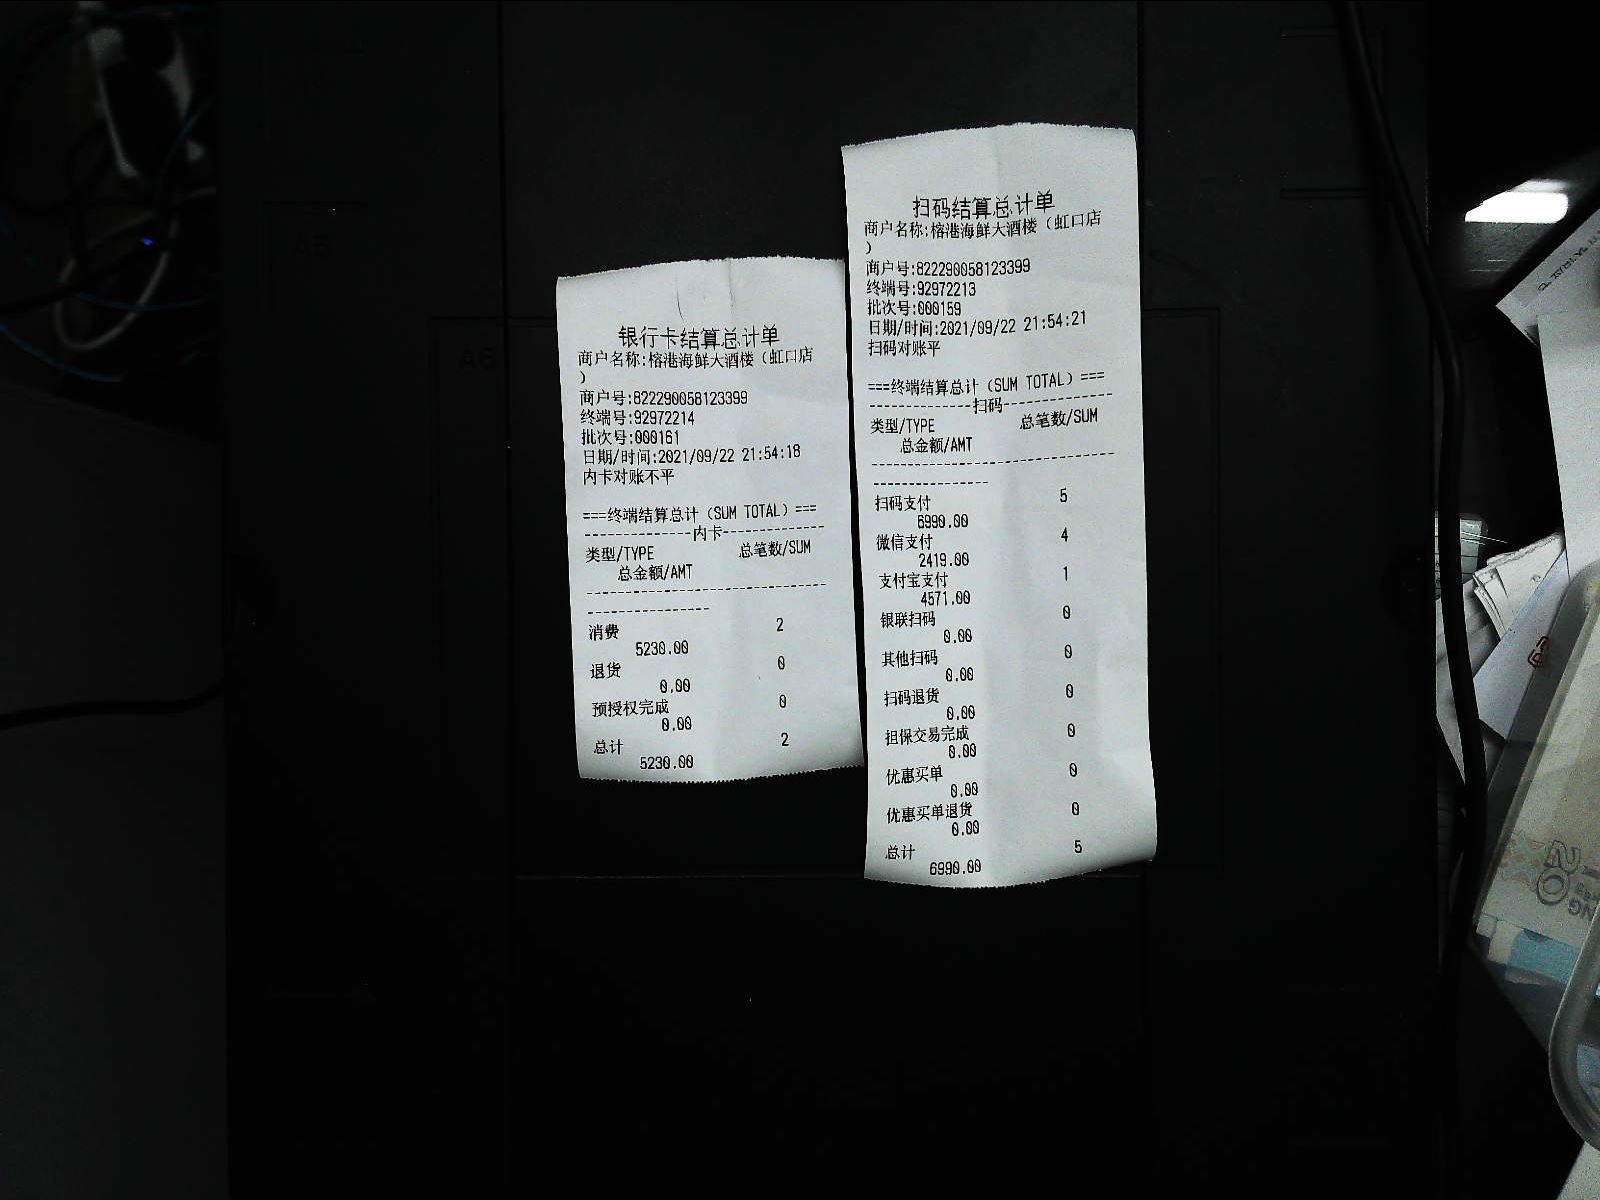 银行卡结算总计单
商户名称:榕港海鲜大酒楼（虹口店
）
商户号:822290058123399
终端号:92972214
批次号:000161
日期/时间:2021/09/22 21:54:18
内卡对账不平
===终端结算总计（SUM TOTAL）===
---------------内卡---------------
类型/TYPE 总笔数/SUM
总金额/AMT
消费 2
5230.00
退货 0
0.00
预授权完成 0
0.00
总计 2
5230.00
扫码结算总计单
商户名称:榕港海鲜大酒楼（虹口店
）
商户号:822290058123399
终端号:92972213
批次号:000159
日期/时间:2021/09/22 21:54:21
扫码对账平
===终端结算总计（SUM TOTAL）===
---------------扫码---------------
类型/TYPE 总笔数/SUM
总金额/AMT
扫码支付 5
6990.00
微信支付 4
2419.00
支付宝支付 1
4571.00
银联扫码 0
0.00
其他扫码 0
0.00
扫码退货 0
0.00
担保交易完成 0
0.00
优惠买单 0
0.00
优惠买单退货 0
0.00
总计 5
6990.00
A5
A6
20